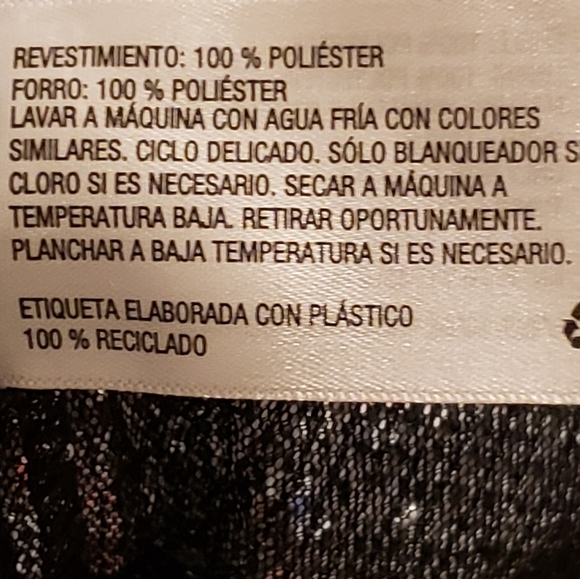 REVESTIMIENTO: 100 % POLIÉSTER
FORRO: 100 % POLIÉSTER
LAVAR A MÁQUINA CON AGUA FRÍA CON COLORES
SIMILARES. CICLO DELICADO. SÓLO BLANQUEADOR
CLORO SI ES NECESARIO. SECAR A MÁQUINA A
TEMPERATURA BAJA. RETIRAR OPORTUNAMENTE.
PLANCHAR A BAJA TEMPERATURA SI ES NECESARIO.
ETIQUETA ELABORADA CON PLÁSTICO
100 % RECICLADO